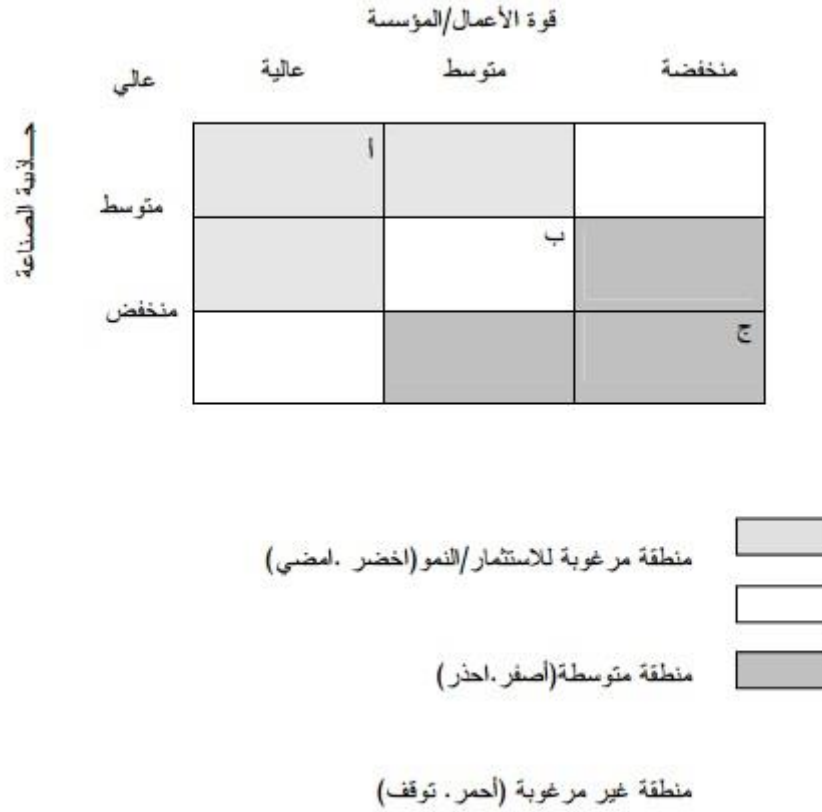 قوة الأعمال/المؤسسة
منخفضة
متوسط
عالية
عالي
جــاذبية الصناعة
أ
متوسط
ب
منخفض
ج
منطقة مرغوبة للاستثمار/النمو(اخضر .امضي)
منطقة متوسطة(أصفر.احذر)
منطقة غير مرغوبة (أحمر. توقف)